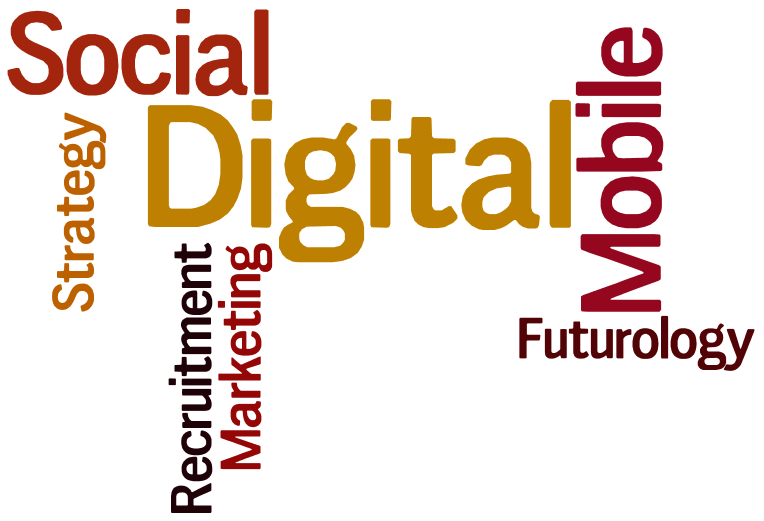 Social
Digital
Mobile
Strategy
Recruitment
Marketing
Futurology